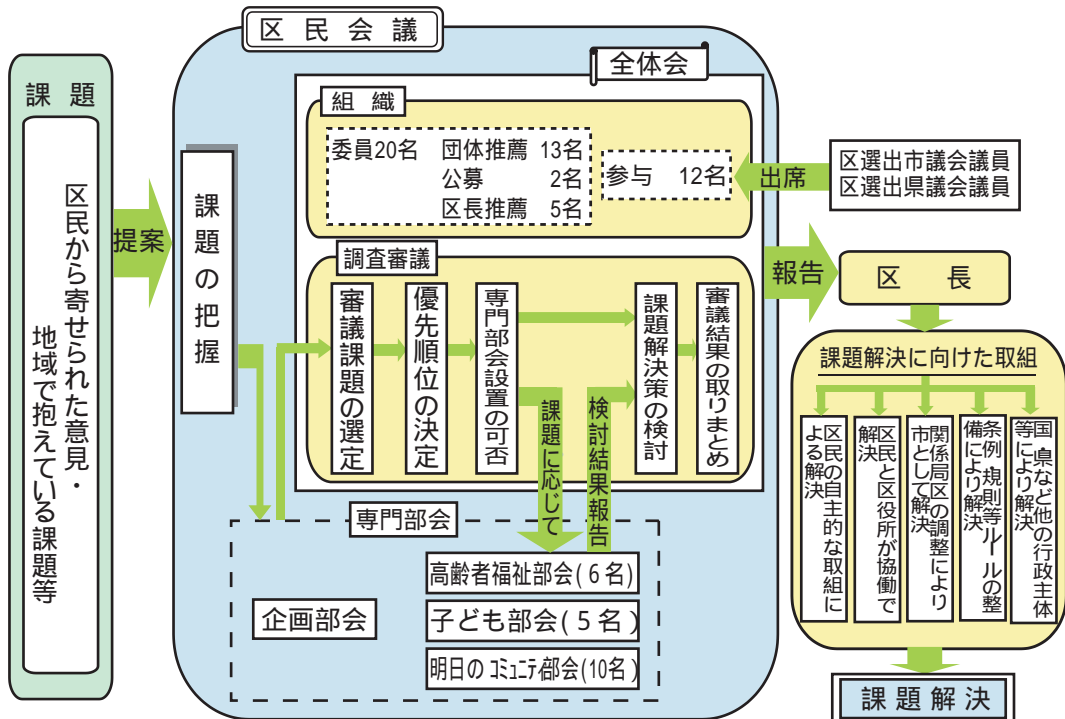 区民会議
課題
区民から寄せられた意見・
地域で抱えている課題等
提案
課題の把握
全体会
組織
委員20名 団体推薦 13名
公募 2名
区長推薦 5名
参与 12名
出席
区選出市議会議員
区選出県議会議員
調査審議
審議課題の選定
優先順位の決定
専門部会設置の可否
課題解決策の検討
審議結果の取りまとめ
課題に応じて
検討結果報告
専門部会
企画部会
高齢者福祉部会(6名)
子ども部会(5名)
明日のコミュニティ部会(10名)
報告
区長
課題解決に向けた取組
区民の自主的な取組に
よる解決
区民と区役所が協働で
解決
関係局区の調整により
市として解決
条例・規則等ルールの整
備により解決
国・県など他の行政主体
等により解決
課題解決